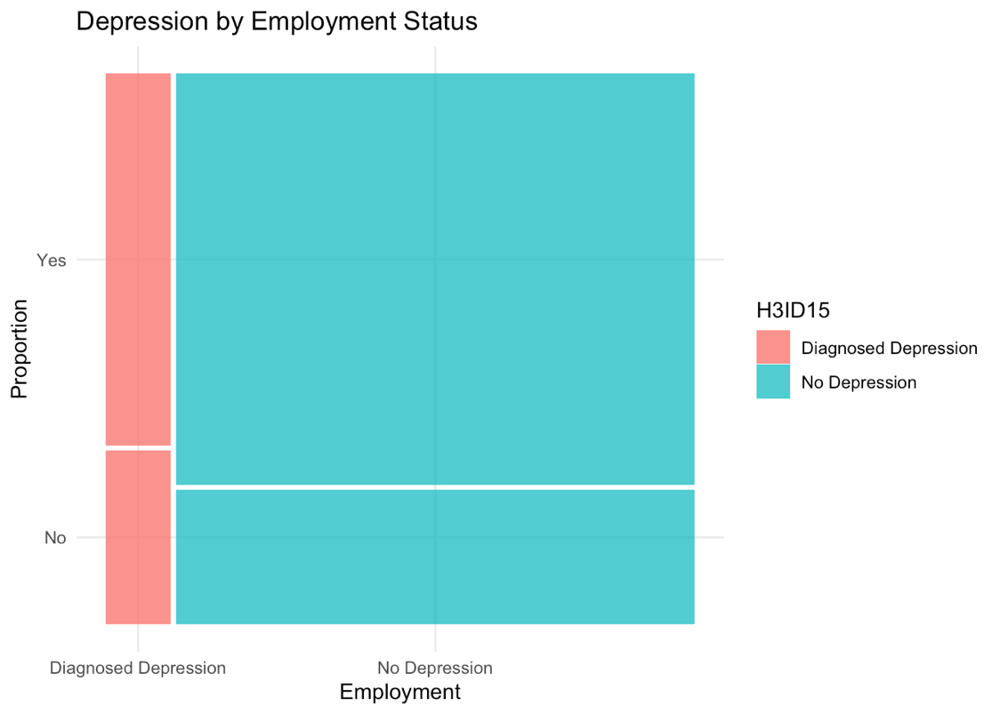 Depression by Employment Status
Proportion
Yes
No
Diagnosed Depression
No Depression
Employment
H3ID15
Diagnosed Depression
No Depression